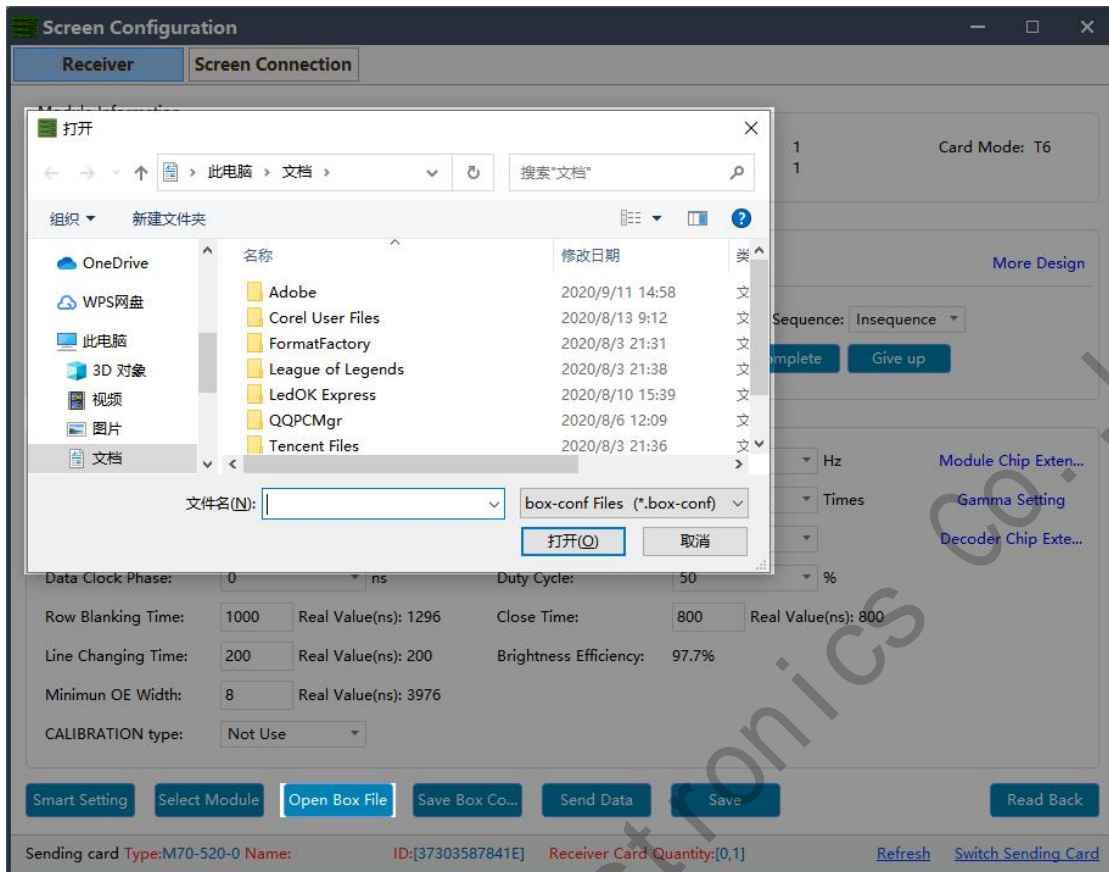 Screen Configuration
Receiver Screen Connection
打开
1 Card Mode: T6
1
此电脑 > 文档 >
搜索"文档"
组织 新建文件夹
More Design
名称 修改日期 类
OneDrive
WPS网盘
此电脑
3D 对象
视频
图片
文档
Adobe 2020/9/11 14:58 文
Corel User Files 2020/8/13 9:12 文
FormatFactory 2020/8/3 21:31 文
League of Legends 2020/8/3 21:38 文
LedOK Express 2020/8/10 15:39 文
QQPCMgr 2020/8/6 12:09 文
Tencent Files 2020/8/3 21:36 文
Sequence: Insequence
Give up
文件名(N): box-conf Files (*.box-conf)
打开(O) 取消
Hz Module Chip Exten...
Times Gamma Setting
Decoder Chip Exte...
Data Clock Phase: 0 ns Duty Cycle: 50 %
Row Blanking Time: 1000 Real Value(ns): 1296 Close Time: 800 Real Value(ns): 800
Line Changing Time: 200 Real Value(ns): 200 Brightness Efficiency: 97.7%
Minimun OE Width: 8 Real Value(ns): 3976
CALIBRATION type: Not Use
Smart Setting Select Module Open Box File Save Box Co... Send Data Save Read Back
Sending card Type:M70-520-0 Name: ID:[37303587841E] Receiver Card Quantity:[0,1] Refresh Switch Sending Card